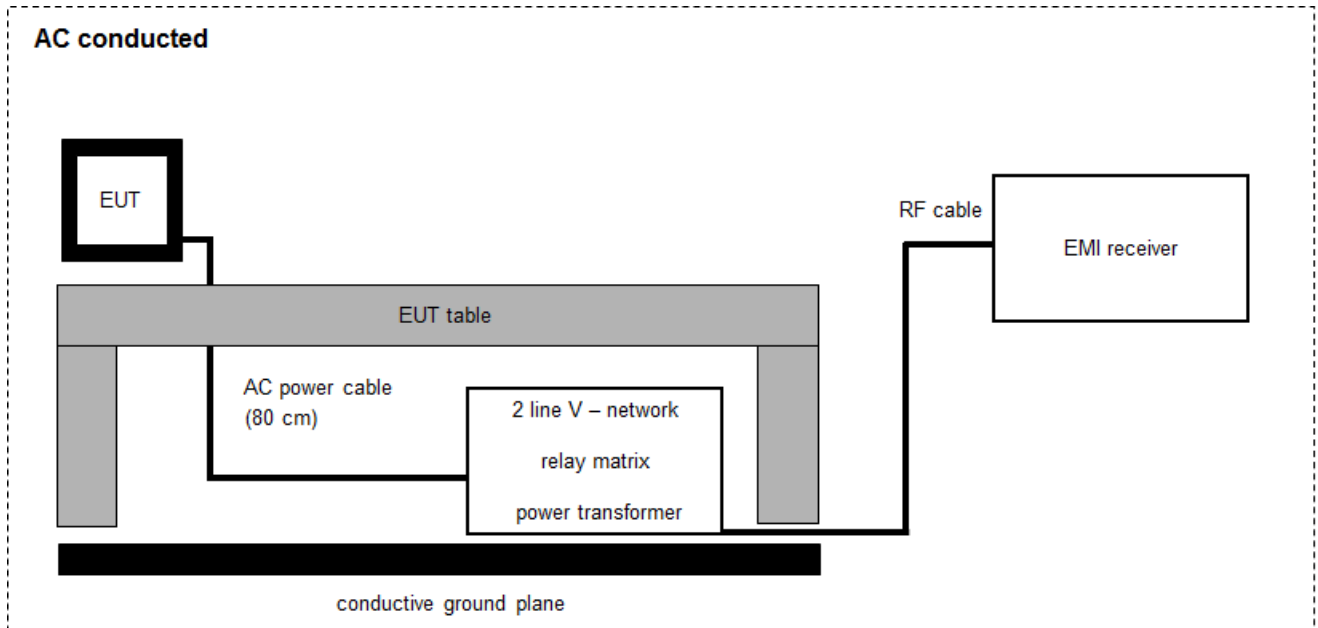 AC conducted
EUT
RF cable
EMI receiver
EUT table
AC power cable
(80 cm)
2 line V – network
relay matrix
power transformer
conductive ground plane